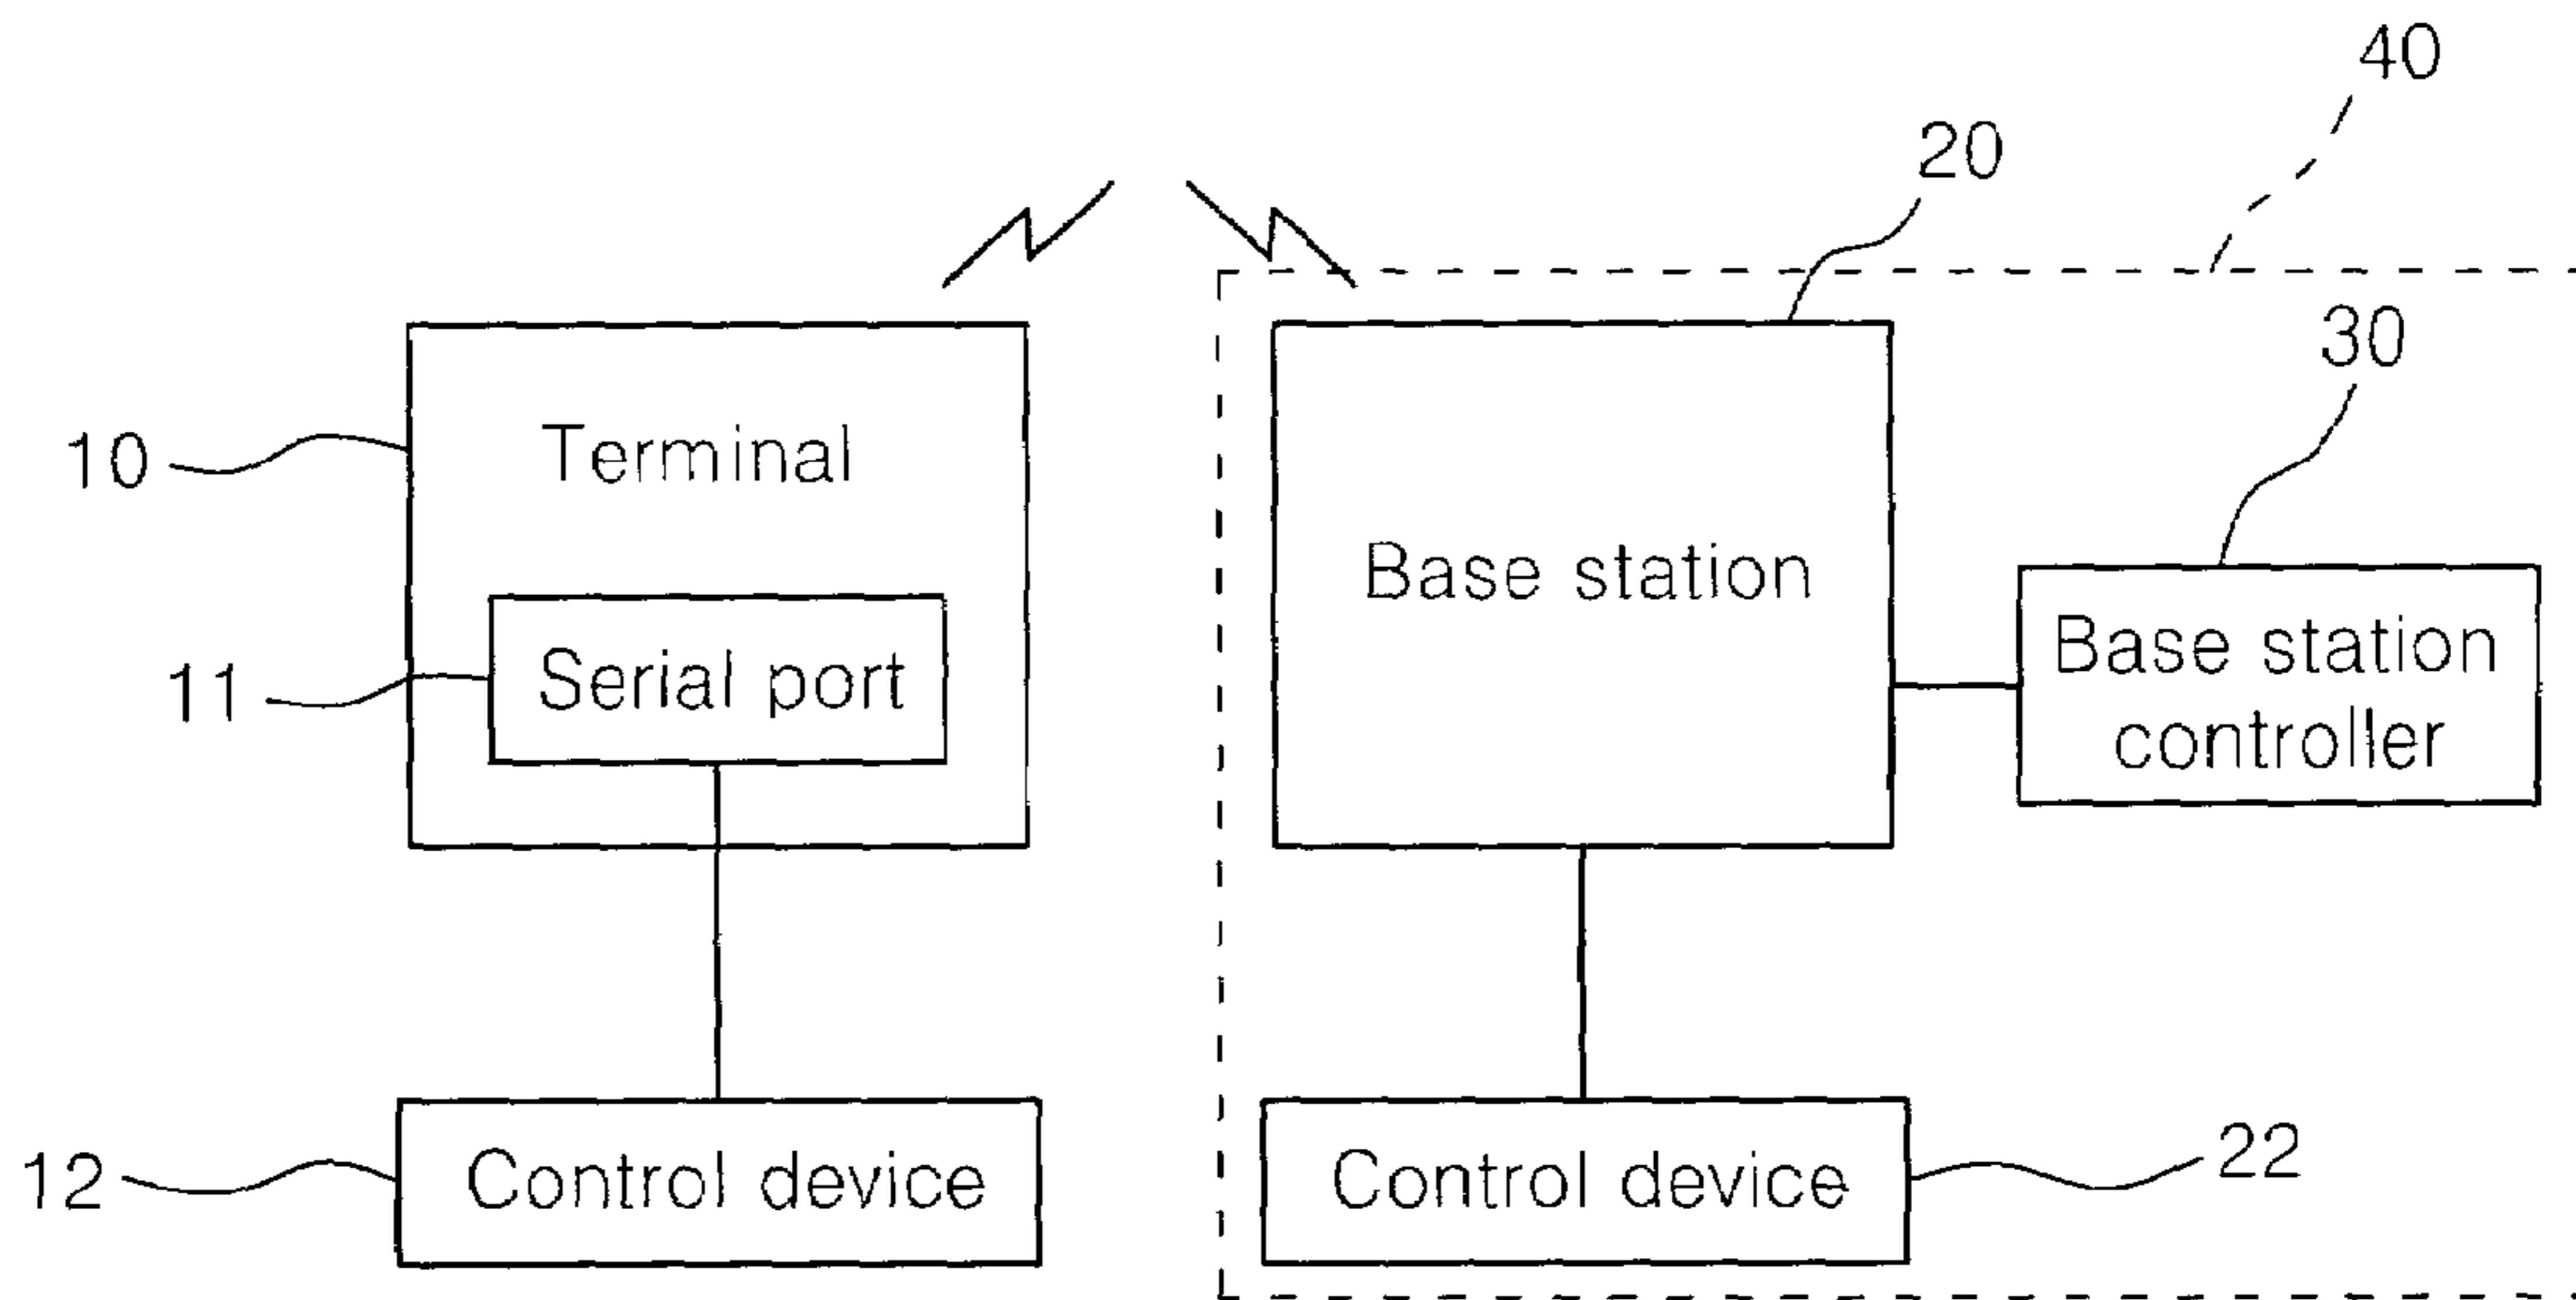 40
20
30
10
Terminal
Base station
Base station
controller
11
Serial port
12
Control device
Control device
22